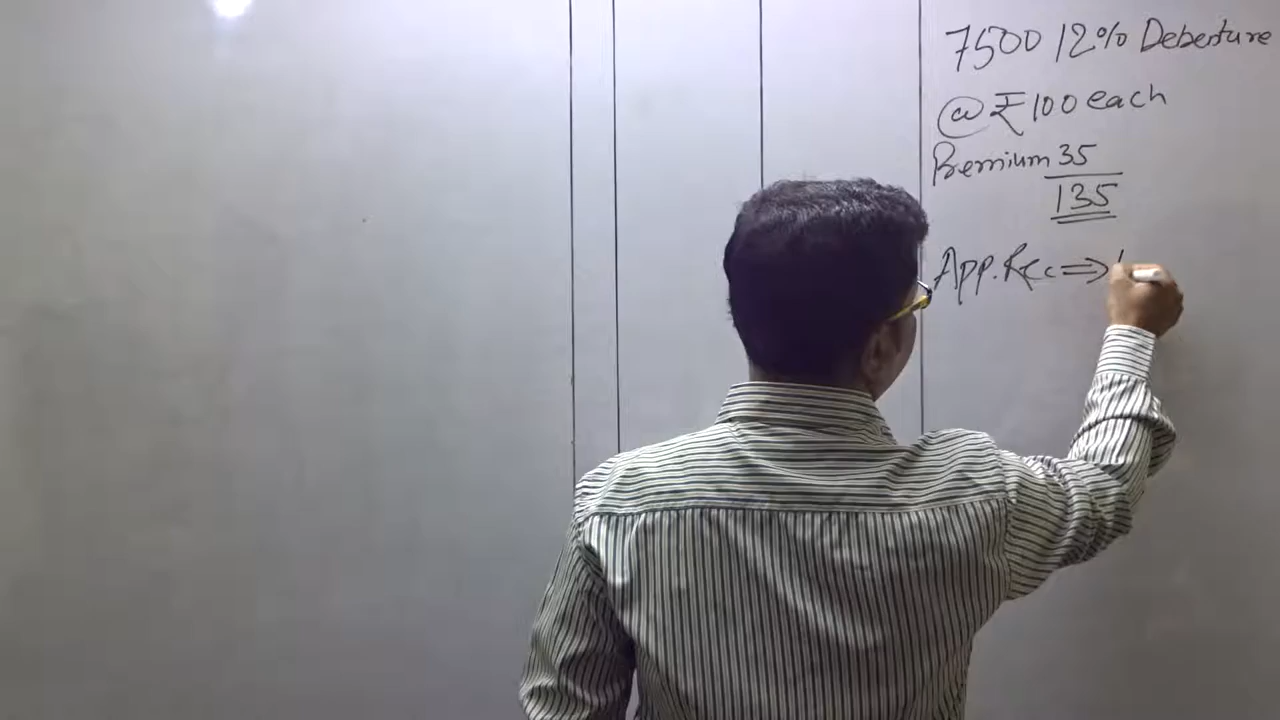 7500 12% Debenture
@ ₹100 each
Premium 35
135
App. Rec ⇒